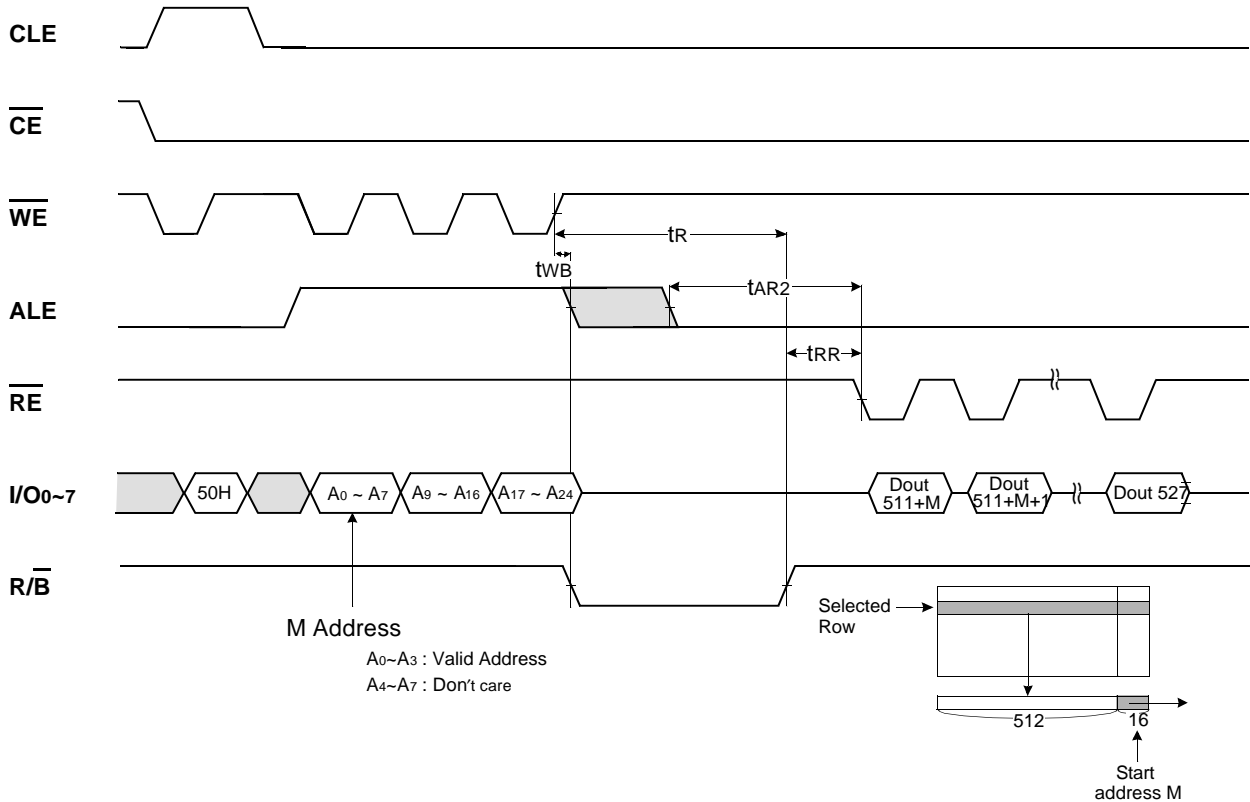 CLE
CE
WE
tR
tWB
ALE
tAR2
tRR
RE
I/O0~7
50H
A0 ~ A7
A9 ~ A16
A17 ~ A24
Dout
511+M
Dout
511+M+1
Dout 527
R/B
M Address
A0~A3 : Valid Address
A4~A7 : Don't care
Selected
Row
512
16
Start
address M